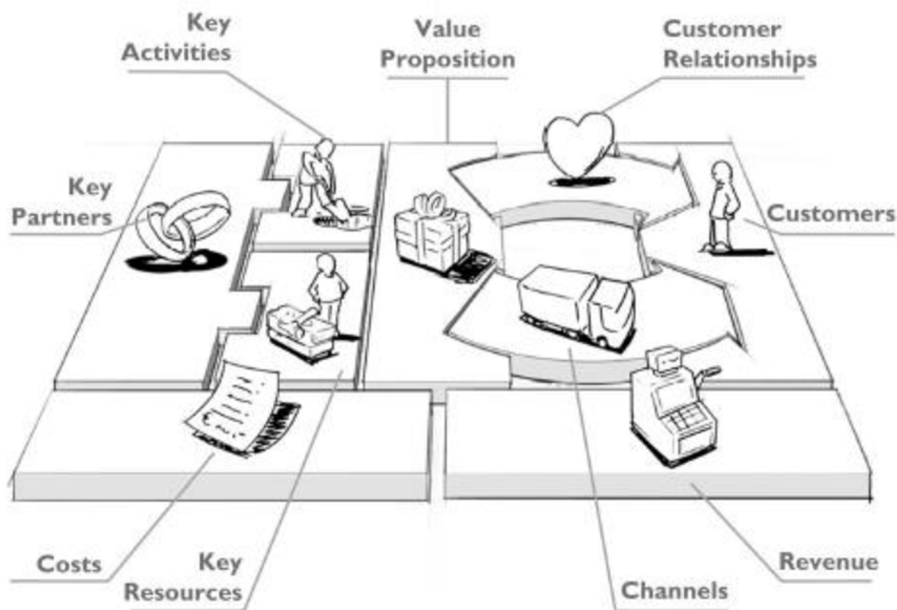 Key
Activities
Value
Proposition
Customer
Relationships
Key
Partners
Customers
Costs
Key
Resources
Channels
Revenue